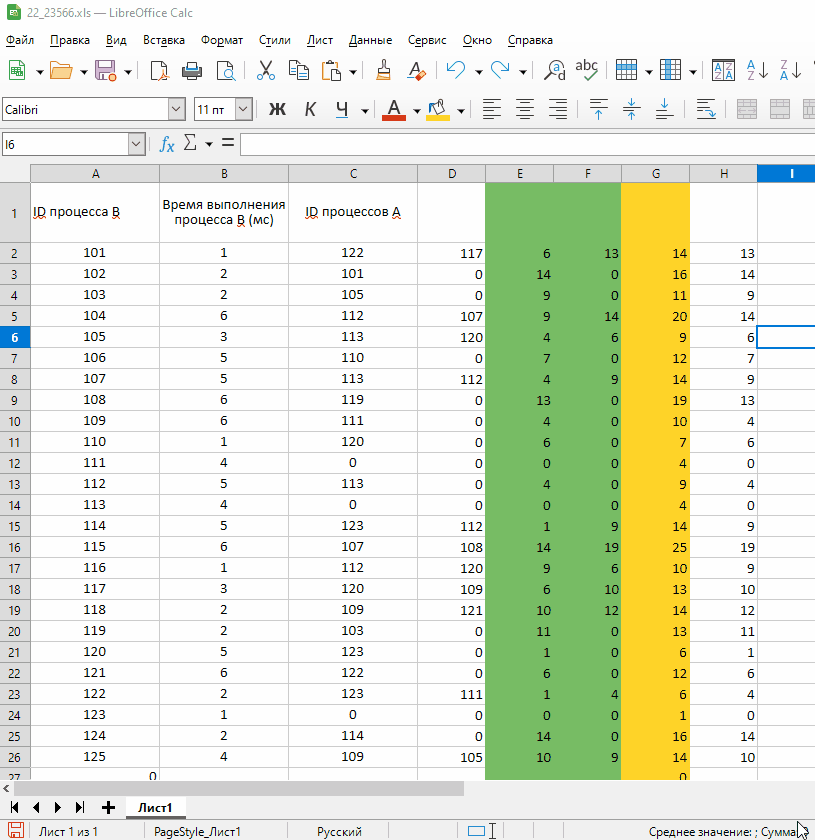 22_23566.xls — LibreOffice Calc
Файл Правка Вид Вставка Формат Стили Лист Данные Сервис Окно Справка
Calibri 11 пт Ж К Ч А
I6 fx Σ =
A B C D E F G H I
1 ID процесса B Время выполнения процесса B (мс) ID процессов A
2 101 1 122 117 6 13 14 13
3 102 2 101 0 14 0 16 14
4 103 2 105 0 9 0 11 9
5 104 6 112 107 9 14 20 14
6 105 3 113 120 4 6 9 6
7 106 5 110 0 7 0 12 7
8 107 5 113 112 4 9 14 9
9 108 6 119 0 13 0 19 13
10 109 6 111 0 4 0 10 4
11 110 1 120 0 6 0 7 6
12 111 4 0 0 0 0 4 0
13 112 5 113 0 4 0 9 4
14 113 4 0 0 0 0 4 0
15 114 5 123 112 1 9 14 9
16 115 6 107 108 14 19 25 19
17 116 1 112 120 9 6 10 9
18 117 3 120 109 6 10 13 10
19 118 2 109 121 10 12 14 12
20 119 2 103 0 11 0 13 11
21 120 5 123 0 1 0 6 1
22 121 6 122 0 6 0 12 6
23 122 2 123 111 1 4 6 4
24 123 1 0 0 0 0 1 0
25 124 2 114 0 14 0 16 14
26 125 4 109 105 10 9 14 10
27 0 0
Лист1
Лист 1 из 1 PageStyle_Лист1 Русский Среднее значение: ; Сумма: